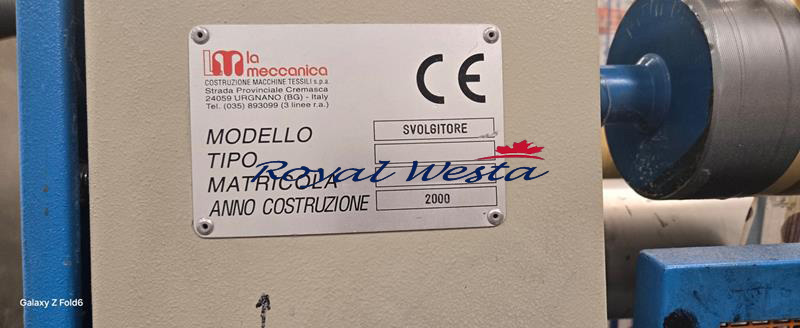 lm la
meccanica
COSTRUZIONE MACCHINE TESSILI s.p.a.
Strada Provinciale Cremasca
24059 URGNANO (BG) - Italy
Tel. (035) 893099 (3 linee r.a.)
CE
MODELLO SVOLGITORE
TIPO
Royal Westa
MATRICOLA
ANNO COSTRUZIONE 2000
Galaxy Z Fold6